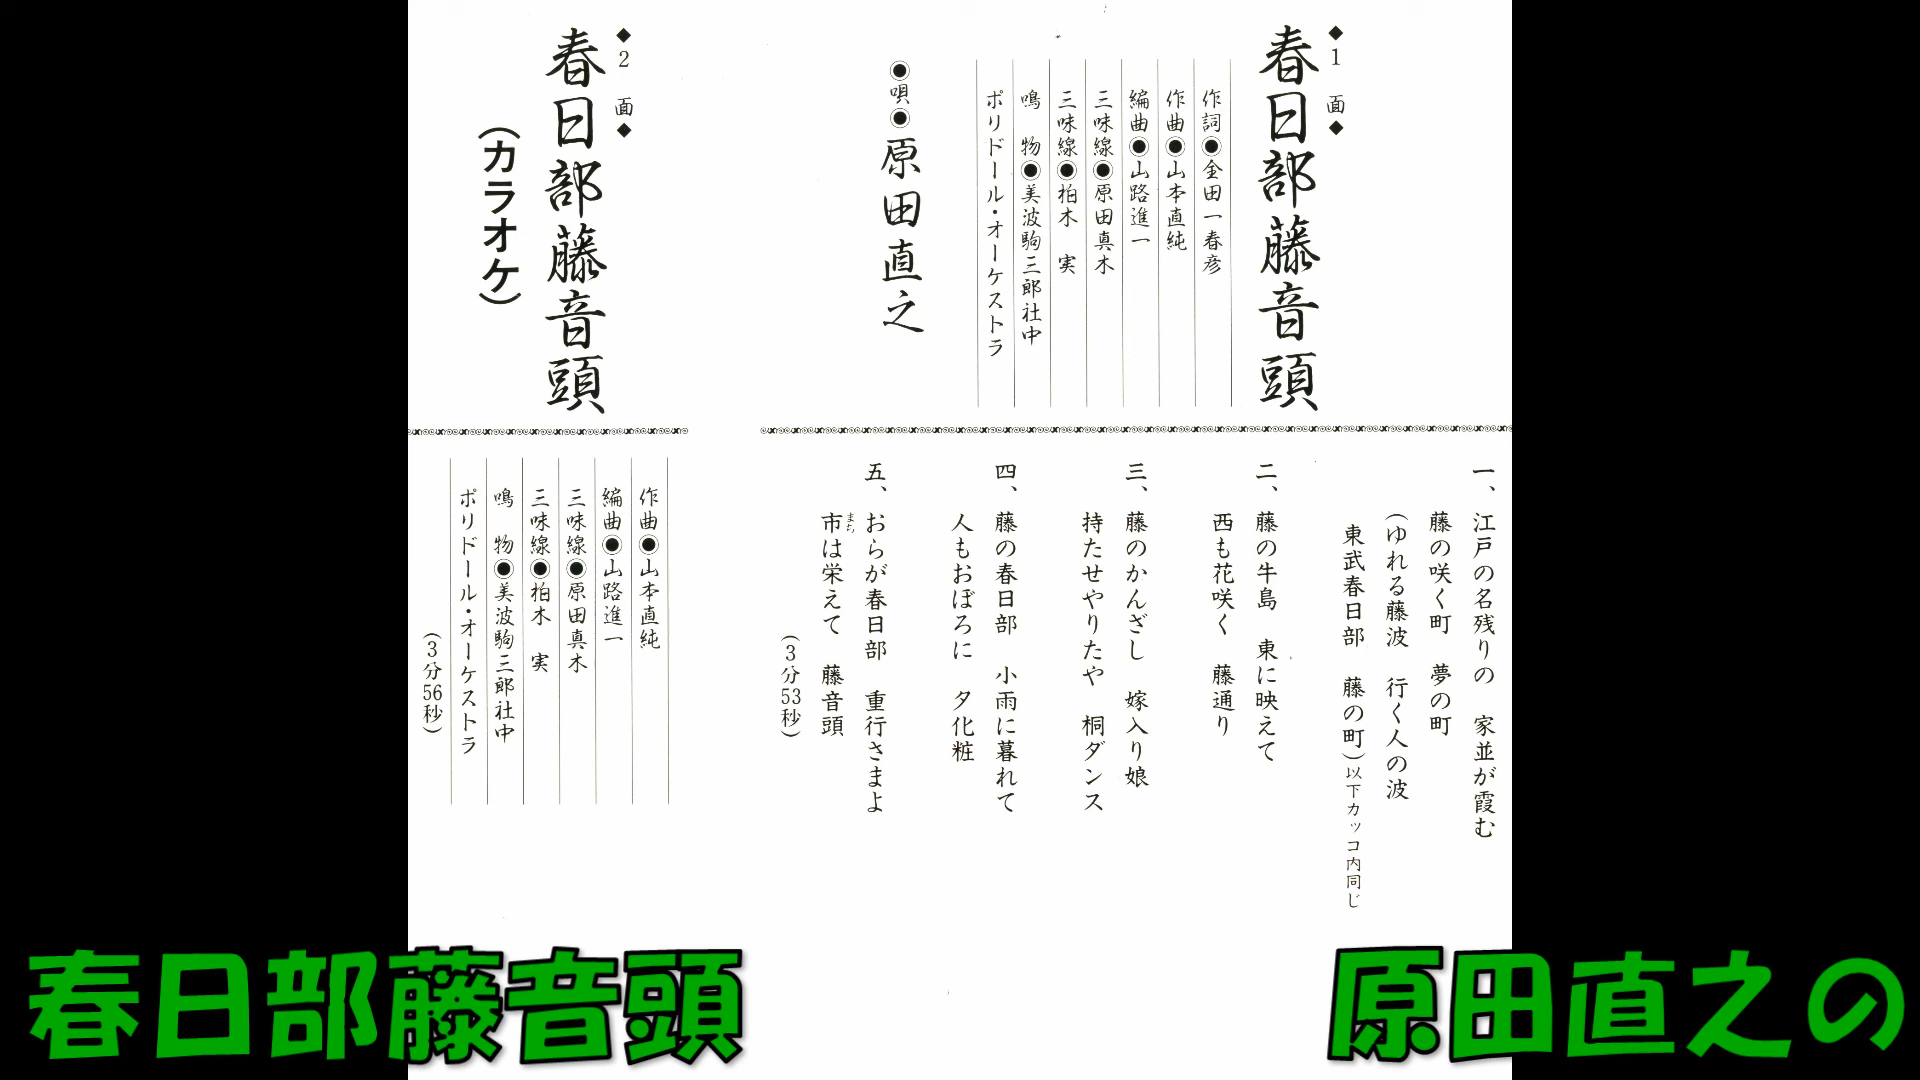 ◆1 面◆
春日部藤音頭
作詞◉金田一春彦
作曲◉山本直純
編曲◉山路進一
三味線◉原田真木
三味線◉柏木 実
鳴 物◉美波駒三郎社中
ポリドール・オーケストラ
◉唄◉原田直之
一、江戸の名残りの 家並が霞む
藤の咲く町 夢の町
(ゆれる藤波 行く人の波
東武春日部 藤の町)以下カッコ内同じ
二、藤の牛島 東に映えて
西も花咲く 藤通り
三、藤のかんざし 嫁入り娘
持たせやりたや 桐ダンス
四、藤の春日部 小雨に暮れて
人もおぼろに 夕化粧
五、おらが春日部 重行さまよ
市は栄えて 藤音頭
まち
(3分53秒)
◆2 面◆
春日部藤音頭
(カラオケ)
作曲◉山本直純
編曲◉山路進一
三味線◉原田真木
三味線◉柏木 実
鳴 物◉美波駒三郎社中
ポリドール・オーケストラ
(3分56秒)
原田直之の
春日部藤音頭